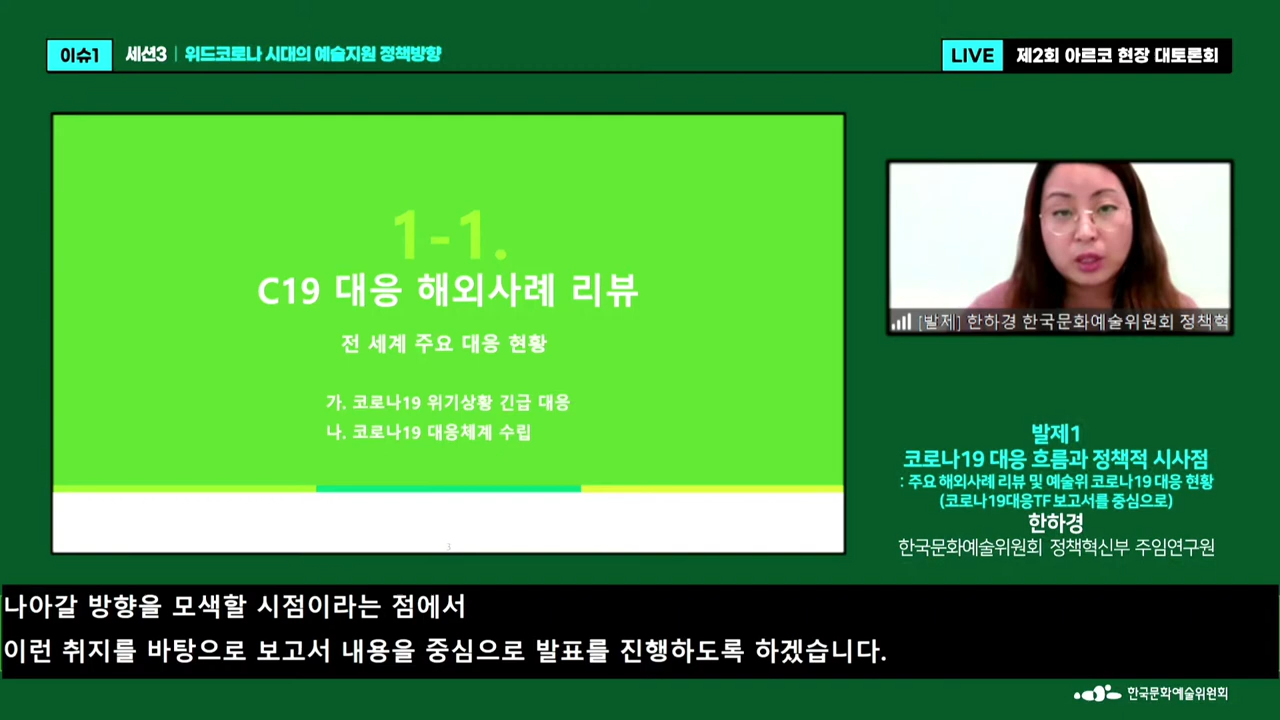 이슈1 세션3 | 위드코로나 시대의 예술지원 정책방향
LIVE 제2회 아르코 현장 대토론회
1-1.
C19 대응 해외사례 리뷰
전 세계 주요 대응 현황
가. 코로나19 위기상황 긴급 대응
나. 코로나19 대응체계 수립
3
[발제] 한하경 한국문화예술위원회 정책혁
발제1
코로나19 대응 흐름과 정책적 시사점
: 주요 해외사례 리뷰 및 예술위 코로나19 대응 현황
(코로나19대응TF 보고서를 중심으로)
한하경
한국문화예술위원회 정책혁신부 주임연구원
나아갈 방향을 모색할 시점이라는 점에서
이런 취지를 바탕으로 보고서 내용을 중심으로 발표를 진행하도록 하겠습니다.
한국문화예술위원회